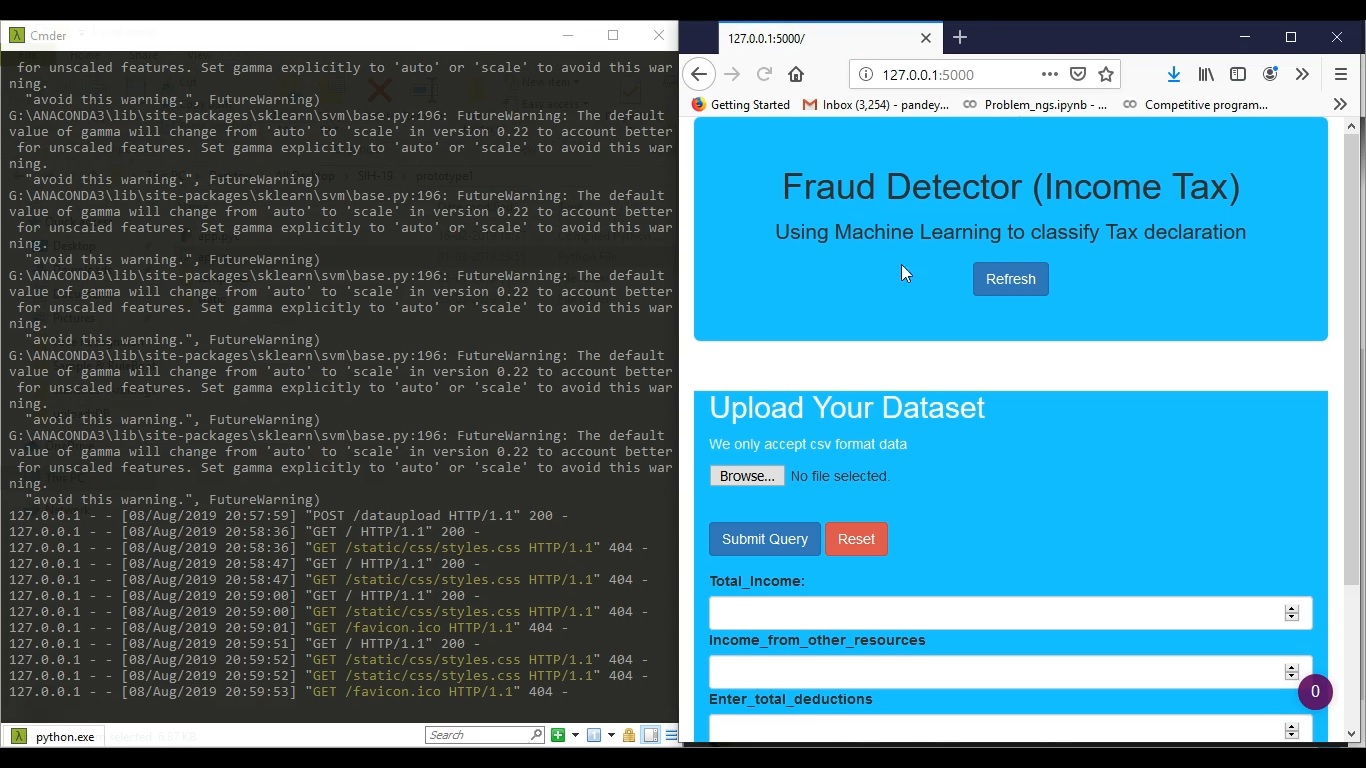 Cmder
for unscaled features. Set gamma explicitly to 'auto' or 'scale' to avoid this war
ning.
"avoid this warning.", FutureWarning)
G:\ANACONDA3\lib\site-packages\sklearn\svm\base.py:196: FutureWarning: The default
value of gamma will change from 'auto' to 'scale' in version 0.22 to account better
for unscaled features. Set gamma explicitly to 'auto' or 'scale' to avoid this war
ning.
"avoid this warning.", FutureWarning)
G:\ANACONDA3\lib\site-packages\sklearn\svm\base.py:196: FutureWarning: The default
value of gamma will change from 'auto' to 'scale' in version 0.22 to account better
for unscaled features. Set gamma explicitly to 'auto' or 'scale' to avoid this war
ning.
"avoid this warning.", FutureWarning)
G:\ANACONDA3\lib\site-packages\sklearn\svm\base.py:196: FutureWarning: The default
value of gamma will change from 'auto' to 'scale' in version 0.22 to account better
for unscaled features. Set gamma explicitly to 'auto' or 'scale' to avoid this war
ning.
"avoid this warning.", FutureWarning)
G:\ANACONDA3\lib\site-packages\sklearn\svm\base.py:196: FutureWarning: The default
value of gamma will change from 'auto' to 'scale' in version 0.22 to account better
for unscaled features. Set gamma explicitly to 'auto' or 'scale' to avoid this war
ning.
"avoid this warning.", FutureWarning)
G:\ANACONDA3\lib\site-packages\sklearn\svm\base.py:196: FutureWarning: The default
value of gamma will change from 'auto' to 'scale' in version 0.22 to account better
for unscaled features. Set gamma explicitly to 'auto' or 'scale' to avoid this war
ning.
"avoid this warning.", FutureWarning)
127.0.0.1 - - [08/Aug/2019 20:57:59] "POST /dataupload HTTP/1.1" 200 -
127.0.0.1 - - [08/Aug/2019 20:58:36] "GET / HTTP/1.1" 200 -
127.0.0.1 - - [08/Aug/2019 20:58:36] "GET /static/css/styles.css HTTP/1.1" 404 -
127.0.0.1 - - [08/Aug/2019 20:58:47] "GET / HTTP/1.1" 200 -
127.0.0.1 - - [08/Aug/2019 20:58:47] "GET /static/css/styles.css HTTP/1.1" 404 -
127.0.0.1 - - [08/Aug/2019 20:59:00] "GET / HTTP/1.1" 200 -
127.0.0.1 - - [08/Aug/2019 20:59:00] "GET /static/css/styles.css HTTP/1.1" 404 -
127.0.0.1 - - [08/Aug/2019 20:59:01] "GET /favicon.ico HTTP/1.1" 404 -
127.0.0.1 - - [08/Aug/2019 20:59:51] "GET / HTTP/1.1" 200 -
127.0.0.1 - - [08/Aug/2019 20:59:52] "GET /static/css/styles.css HTTP/1.1" 404 -
127.0.0.1 - - [08/Aug/2019 20:59:52] "GET /static/css/styles.css HTTP/1.1" 404 -
127.0.0.1 - - [08/Aug/2019 20:59:53] "GET /favicon.ico HTTP/1.1" 404 -
python.exe
Search
127.0.0.1:5000/
127.0.0.1:5000
Getting Started Inbox (3,254) - pandey... Problem_ngs.ipynb - ... Competitive program...
Fraud Detector (Income Tax)
Using Machine Learning to classify Tax declaration
Refresh
Upload Your Dataset
We only accept csv format data
Browse... No file selected.
Submit Query Reset
Total_Income:
Income_from_other_resources
Enter_total_deductions
0